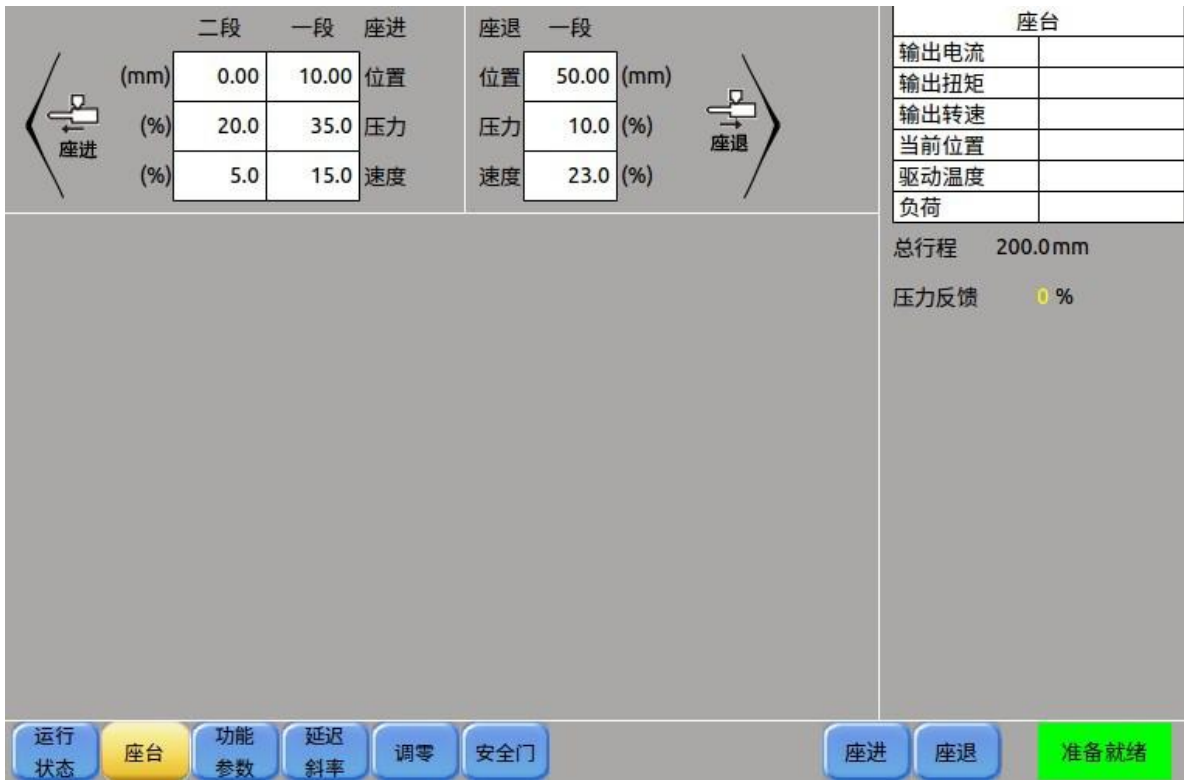 二段 一段 座进
(mm) 0.00 10.00 位置
(%) 20.0 35.0 压力
(%) 5.0 15.0 速度
座进
座退 一段
位置 50.00 (mm)
压力 10.0 (%)
速度 23.0 (%)
座退
座台
输出电流
输出扭矩
输出转速
当前位置
驱动温度
负荷
总行程 200.0mm
压力反馈 0 %
运行
状态
座台
功能
参数
延迟
斜率
调零
安全门
座进
座退
准备就绪